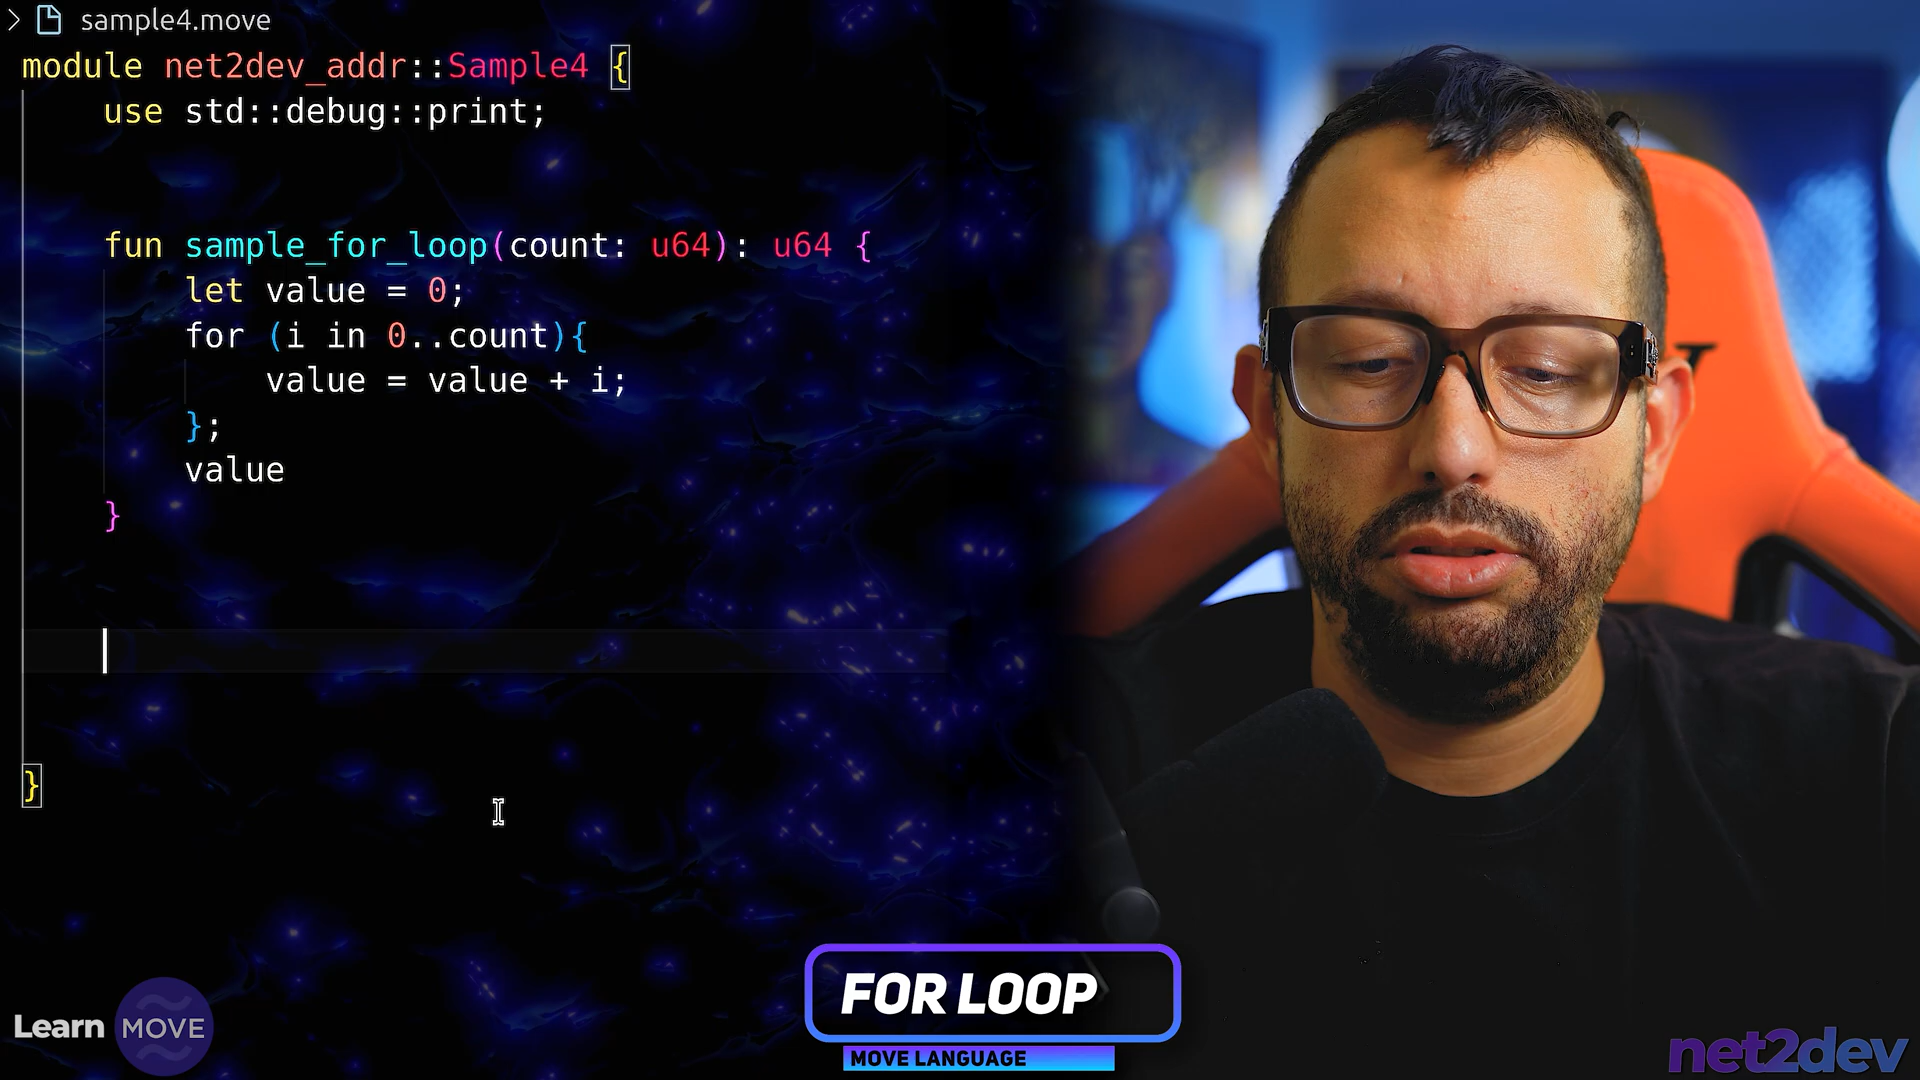 sample4.move
module net2dev_addr::Sample4 {
use std::debug::print;
fun sample_for_loop(count: u64): u64 {
let value = 0;
for (i in 0..count){
value = value + i;
};
value
}
}
FOR LOOP
MOVE LANGUAGE
Learn MOVE
net2dev